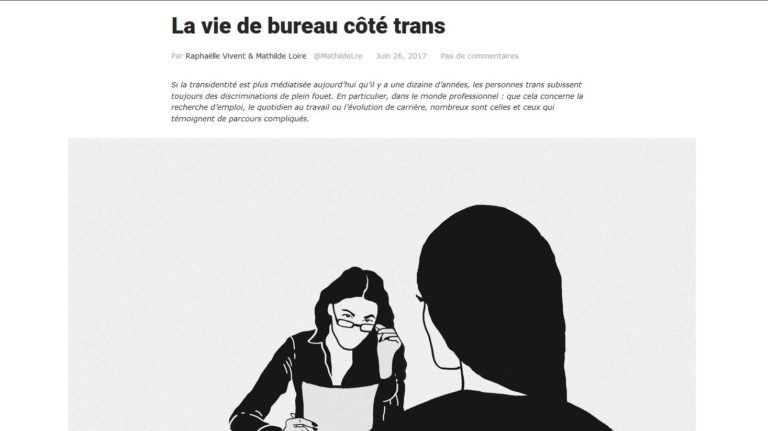 La vie de bureau côté trans
Par Raphaëlle Vivent & Mathilde Loire @MathildeLre Juin 26, 2017 Pas de commentaires
Si la transidentité est plus médiatisée aujourd'hui qu'il y a une dizaine d'années, les personnes trans subissent
toujours des discriminations de plein fouet. En particulier, dans le monde professionnel : que cela concerne la
recherche d'emploi, le quotidien au travail ou l'évolution de carrière, nombreux sont celles et ceux qui
témoignent de parcours compliqués.